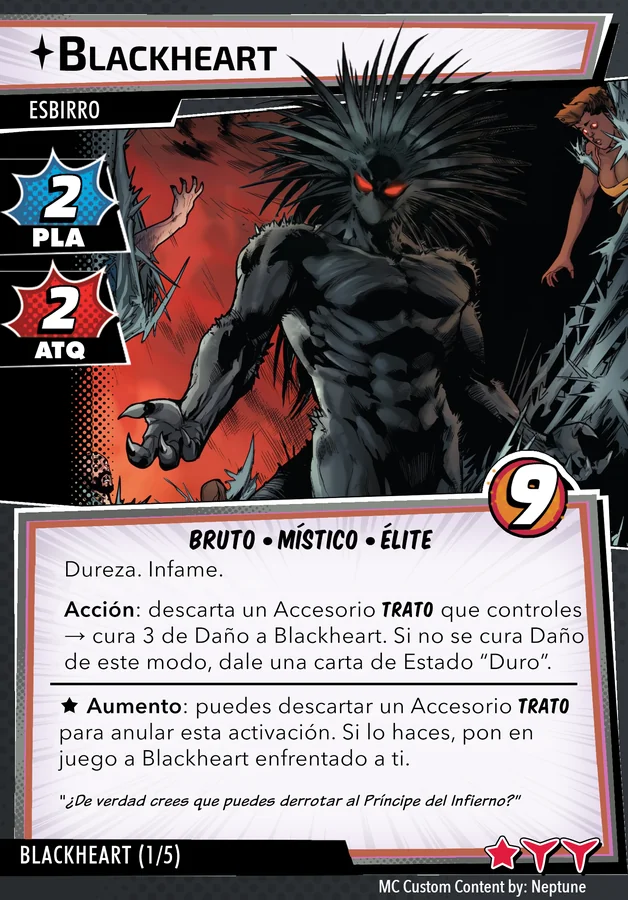 BLACKHEART
ESBIRRO
2
PLA
2
ATQ
9
BRUTO • MÍSTICO • ÉLITE
Dureza. Infame.
Acción: descarta un Accesorio TRATO que controles
→ cura 3 de Daño a Blackheart. Si no se cura Daño
de este modo, dale una carta de Estado “Duro”.
★ Aumento: puedes descartar un Accesorio TRATO
para anular esta activación. Si lo haces, pon en
juego a Blackheart enfrentado a ti.
"¿De verdad crees que puedes derrotar al Príncipe del Infierno?"
BLACKHEART (1/5)
MC Custom Content by: Neptune